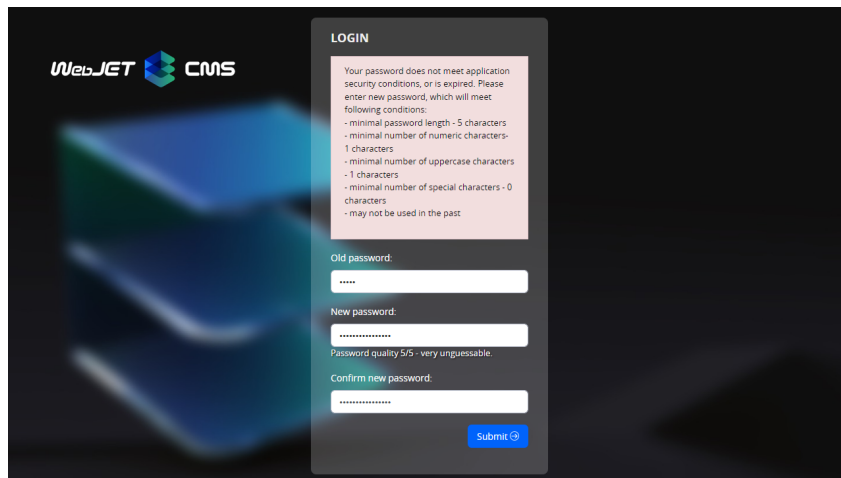 WebJET CMS
LOGIN
Your password does not meet application
security conditions, or is expired. Please
enter new password, which will meet
following conditions:
- minimal password length - 5 characters
- minimal number of numeric characters-
1 characters
- minimal number of uppercase characters
- 1 characters
- minimal number of special characters - 0
characters
- may not be used in the past
Old password:
•••••
New password:
••••••••••••••••
Password quality 5/5 - very unguessable.
Confirm new password:
••••••••••••••••
Submit